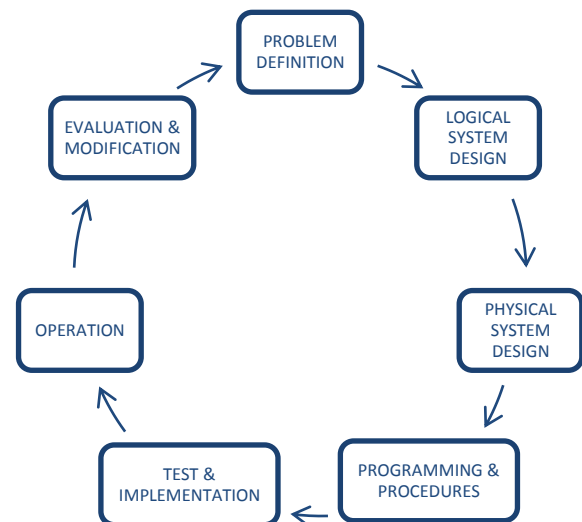 PROBLEM
DEFINITION
LOGICAL
SYSTEM
DESIGN
PHYSICAL
SYSTEM
DESIGN
PROGRAMMING &
PROCEDURES
TEST &
IMPLEMENTATION
OPERATION
EVALUATION &
MODIFICATION